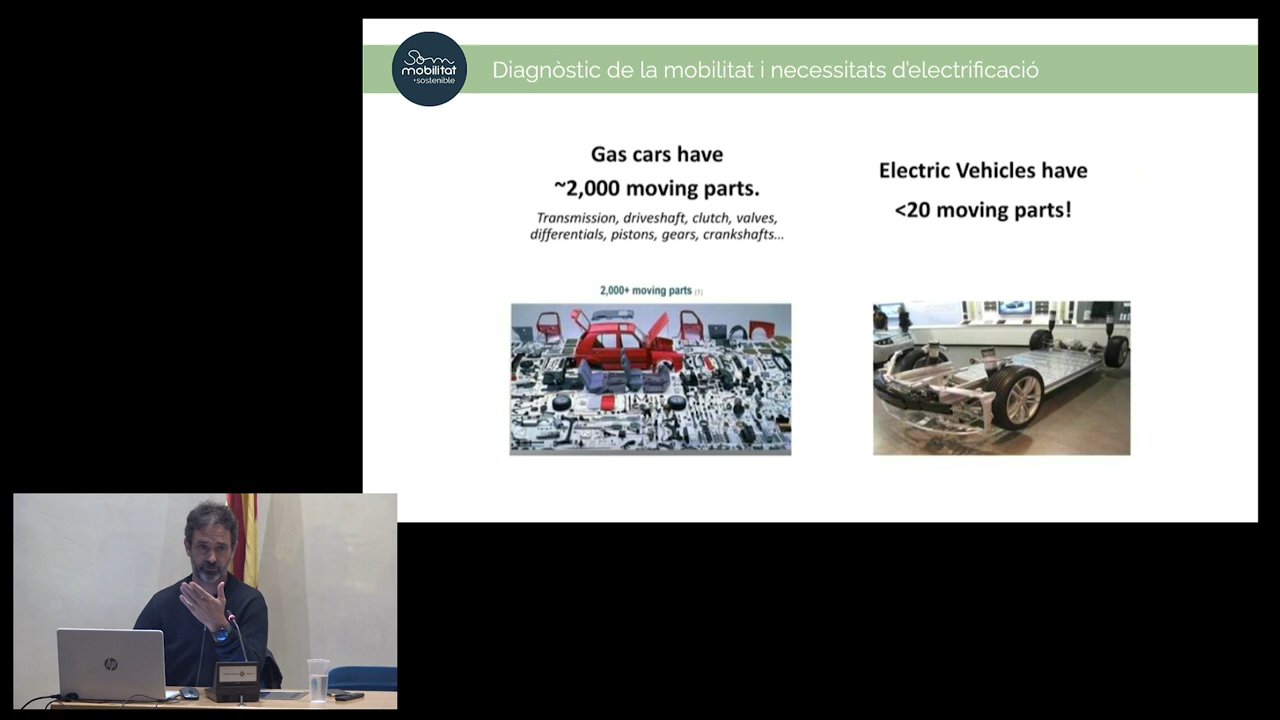 Som
mobilitat
+sostenible
Diagnòstic de la mobilitat i necessitats d'electrificació
Gas cars have
~2,000 moving parts.
Transmission, driveshaft, clutch, valves,
differentials, pistons, gears, crankshafts...
2,000+ moving parts (1)
Electric Vehicles have
<20 moving parts!
hp